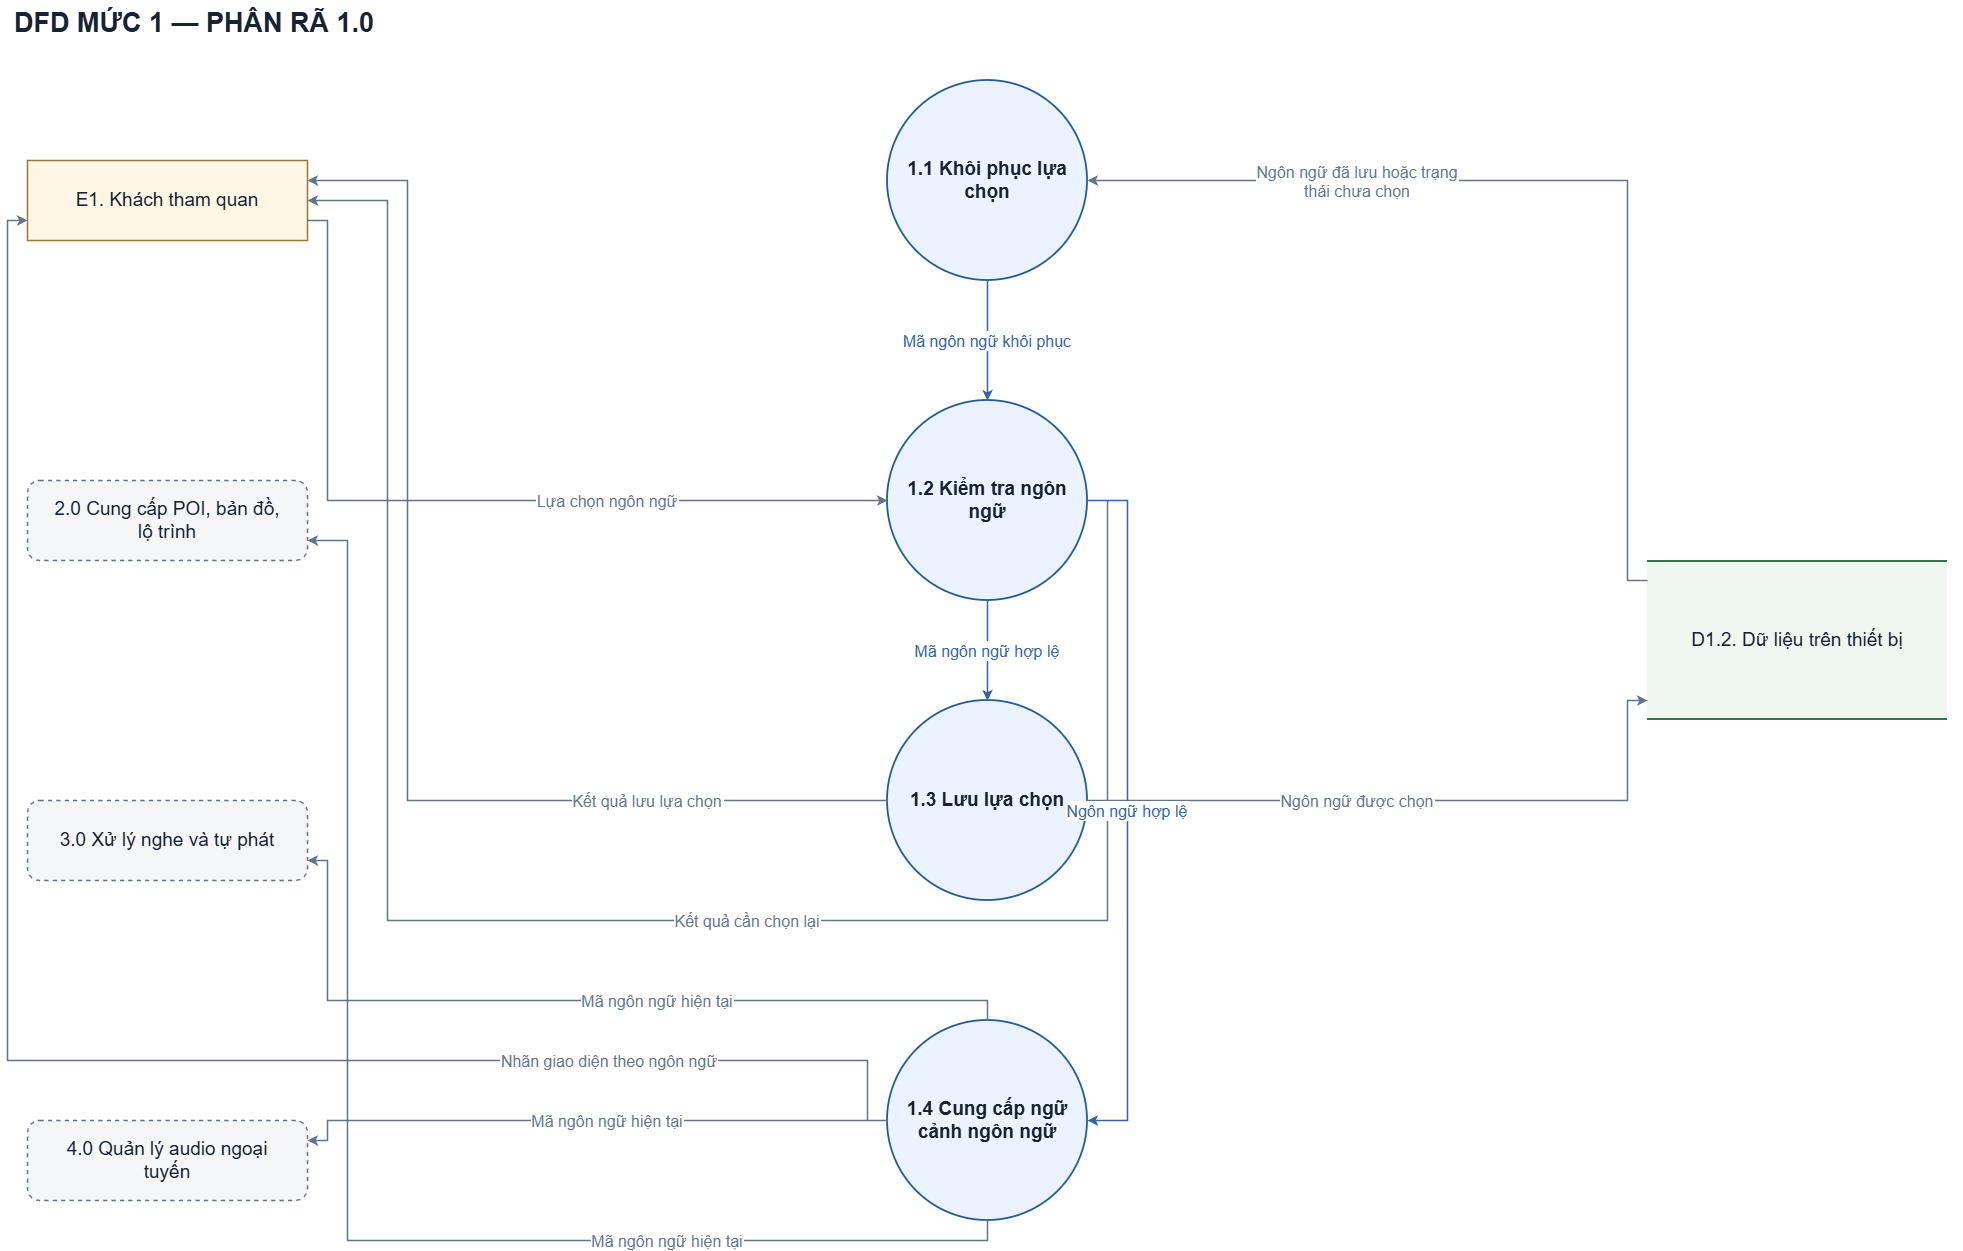 DFD MỨC 1 — PHÂN RÃ 1.0
1.1 Khôi phục lựa
chọn
Ngôn ngữ đã lưu hoặc trạng
thái chưa chọn
E1. Khách tham quan
Mã ngôn ngữ khôi phục
1.2 Kiểm tra ngôn
ngữ
Lựa chọn ngôn ngữ
2.0 Cung cấp POI, bản đồ,
lộ trình
D1.2. Dữ liệu trên thiết bị
Mã ngôn ngữ hợp lệ
Kết quả lưu lựa chọn
1.3 Lưu lựa chọn
Ngôn ngữ hợp lệ
Ngôn ngữ được chọn
3.0 Xử lý nghe và tự phát
Kết quả cần chọn lại
Mã ngôn ngữ hiện tại
Nhãn giao diện theo ngôn ngữ
Mã ngôn ngữ hiện tại
1.4 Cung cấp ngữ
cảnh ngôn ngữ
4.0 Quản lý audio ngoại
tuyến
Mã ngôn ngữ hiện tại